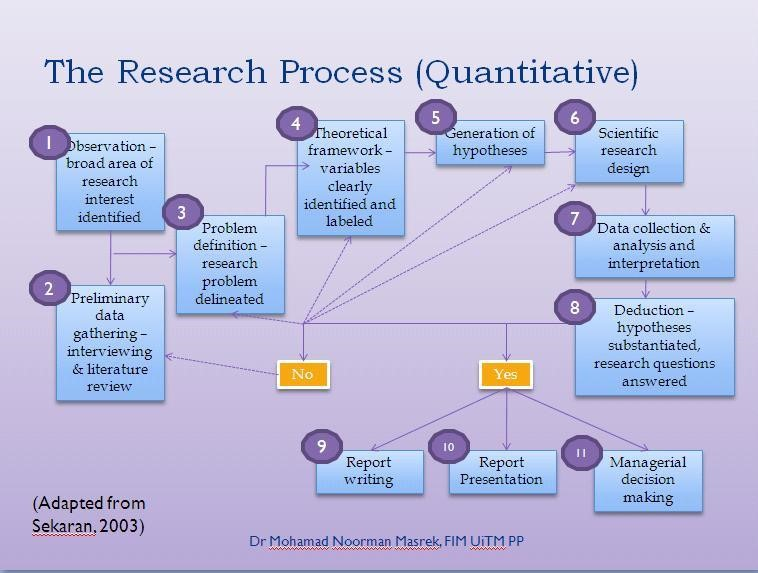 The Research Process (Quantitative)
1
Observation –
broad area of
research
interest
identified
2
Preliminary
data
gathering –
interviewing
& literature
review
3
Problem
definition –
research
problem
delineated
4
Theoretical
framework –
variables
clearly
identified and
labeled
5
Generation of
hypotheses
6
Scientific
research
design
7
Data collection &
analysis and
interpretation
8
Deduction –
hypotheses
substantiated,
research questions
answered
No
Yes
9
Report
writing
10
Report
Presentation
11
Managerial
decision
making
(Adapted from
Sekaran, 2003)
Dr Mohamad Noorman Masrek, FIM UiTM PP